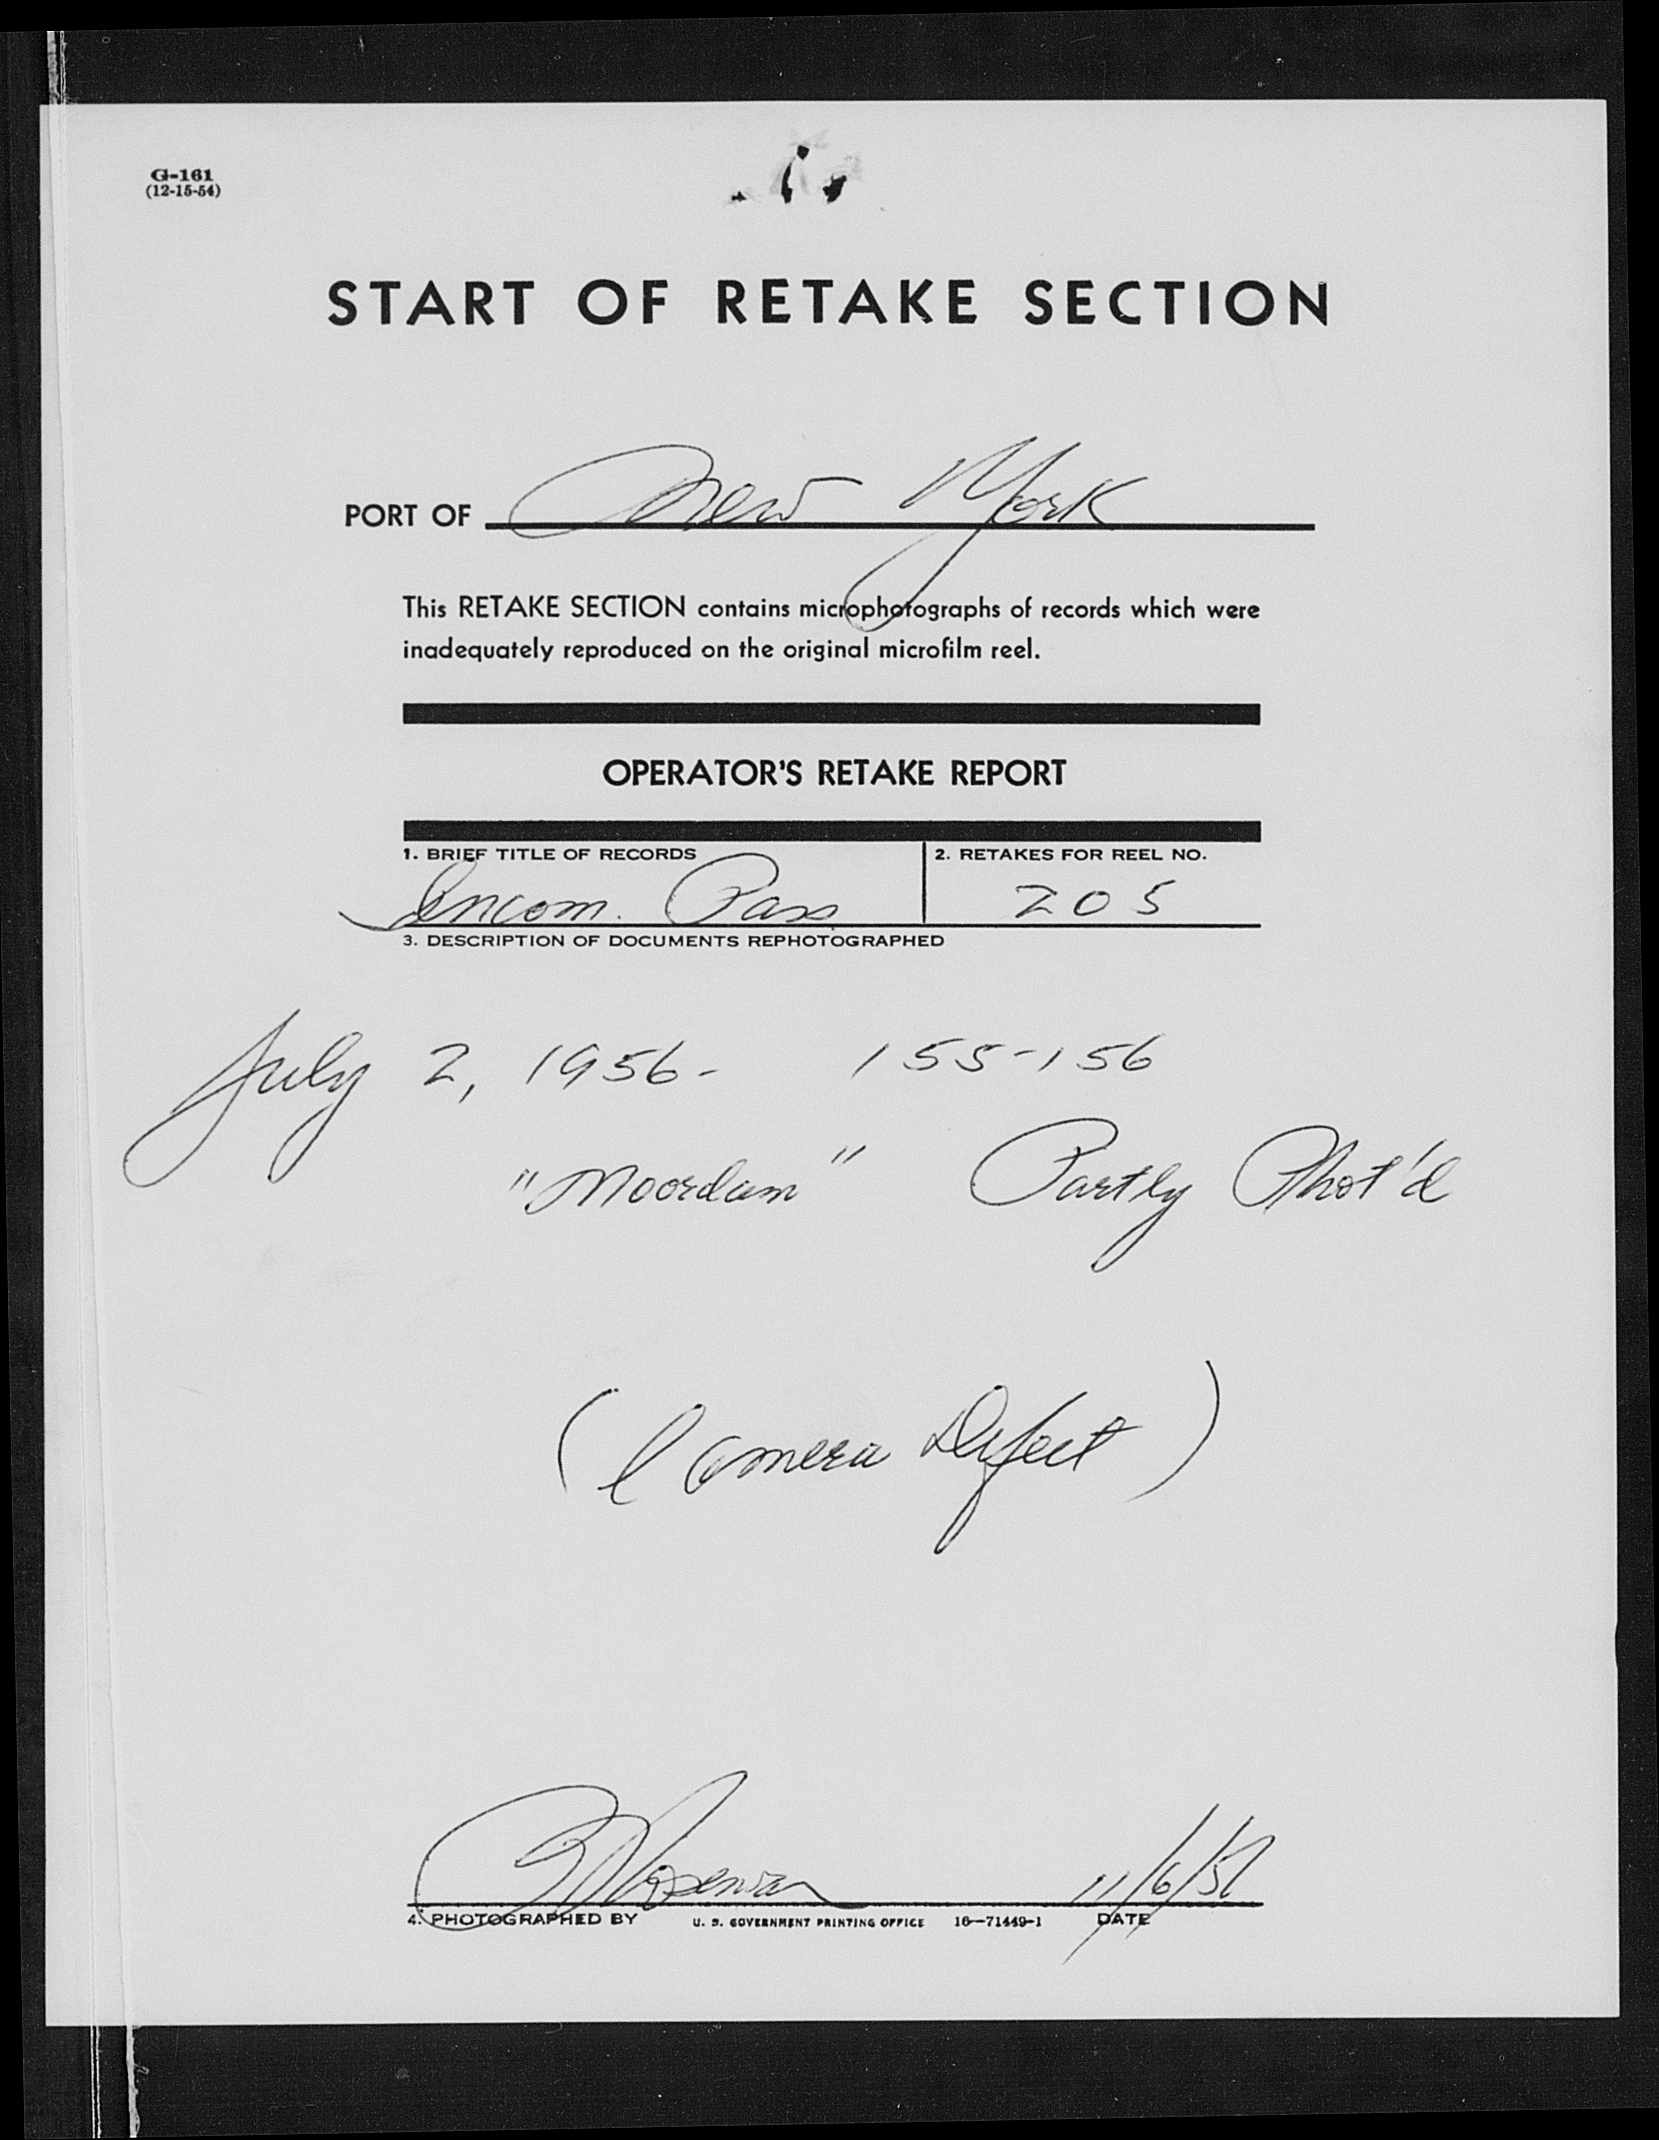 G-161
(12-15-54)
START OF RETAKE SECTION
PORT OF New York
This RETAKE SECTION contains microphotographs of records which were
inadequately reproduced on the original microfilm reel.
OPERATOR'S RETAKE REPORT
1. BRIEF TITLE OF RECORDS 2. RETAKES FOR REEL NO.
Incom. Pass 205
3. DESCRIPTION OF DOCUMENTS REPHOTOGRAPHED
July 2, 1956- 155-156
"Noordam" Partly Phot'd
(Camera Defect)
11/6/56
4. PHOTOGRAPHED BY U. S. GOVERNMENT PRINTING OFFICE 16—71449-1 DATE